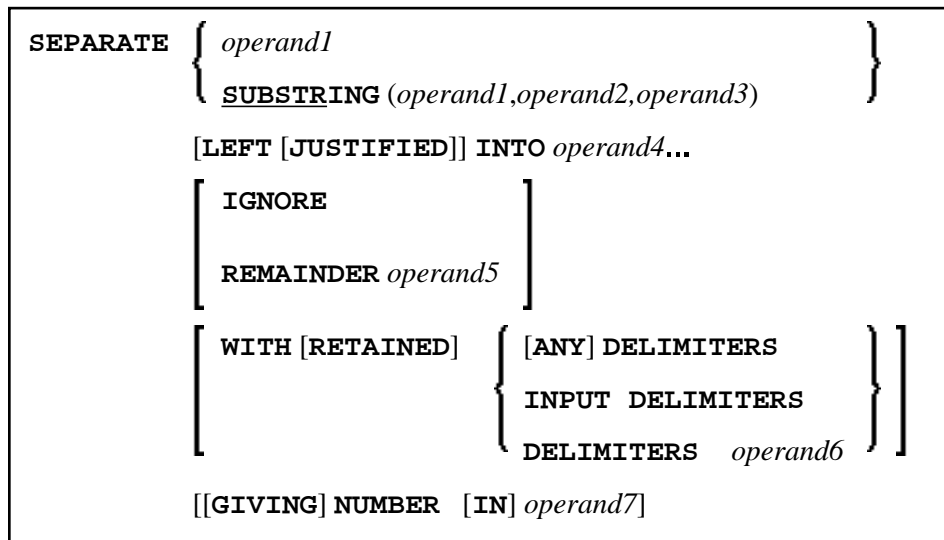 SEPARATE operand1
SUBSTRING (operand1,operand2,operand3)
[LEFT [JUSTIFIED]] INTO operand4...
IGNORE
REMAINDER operand5
WITH [RETAINED] [ANY] DELIMITERS
INPUT DELIMITERS
DELIMITERS operand6
[[GIVING] NUMBER [IN] operand7]